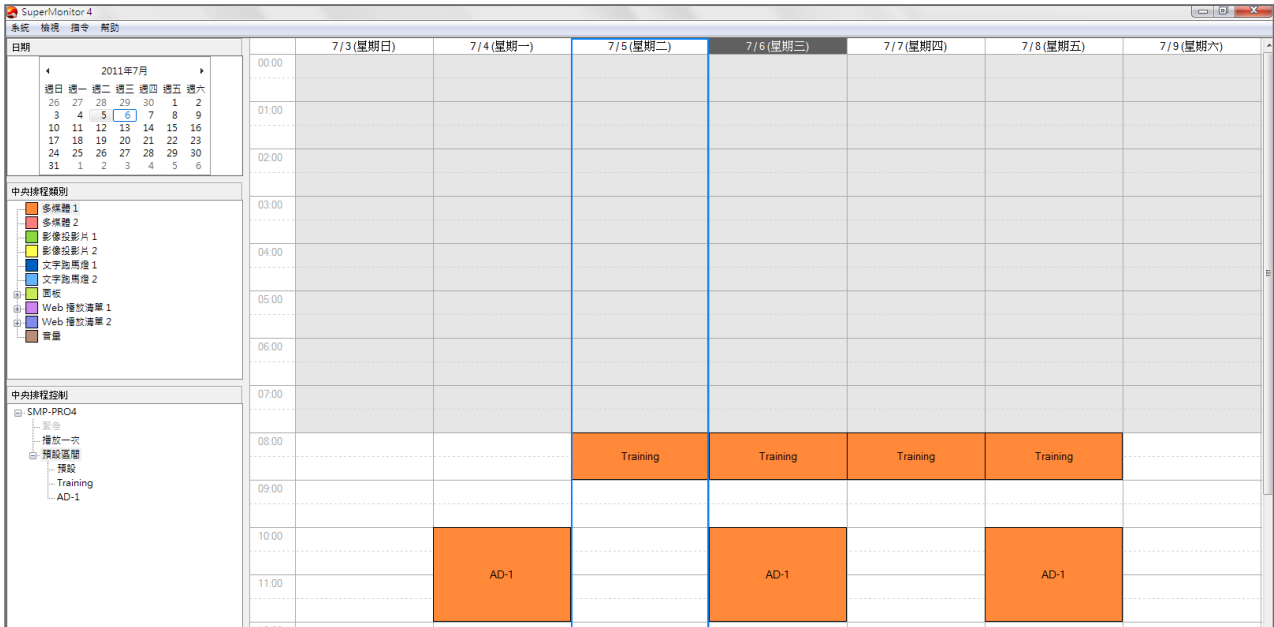 SuperMonitor 4
系統 檢視 指令 幫助
日期
2011年7月
週日 週一 週二 週三 週四 週五 週六
26 27 28 29 30 1 2
3 4 5 6 7 8 9
10 11 12 13 14 15 16
17 18 19 20 21 22 23
24 25 26 27 28 29 30
31 1 2 3 4 5 6
中央排程類別
多媒體 1
多媒體 2
影像投影片 1
影像投影片 2
文字跑馬燈 1
文字跑馬燈 2
面板
Web 播放清單 1
Web 播放清單 2
音量
中央排程控制
SMP-PRO4
緊急
播放一次
預設區間
預設
Training
AD-1
7/3(星期日) 7/4(星期一) 7/5(星期二) 7/6(星期三) 7/7(星期四) 7/8(星期五) 7/9(星期六)
00:00
01:00
02:00
03:00
04:00
05:00
06:00
07:00
08:00
Training Training Training Training
09:00
10:00
AD-1 AD-1 AD-1
11:00